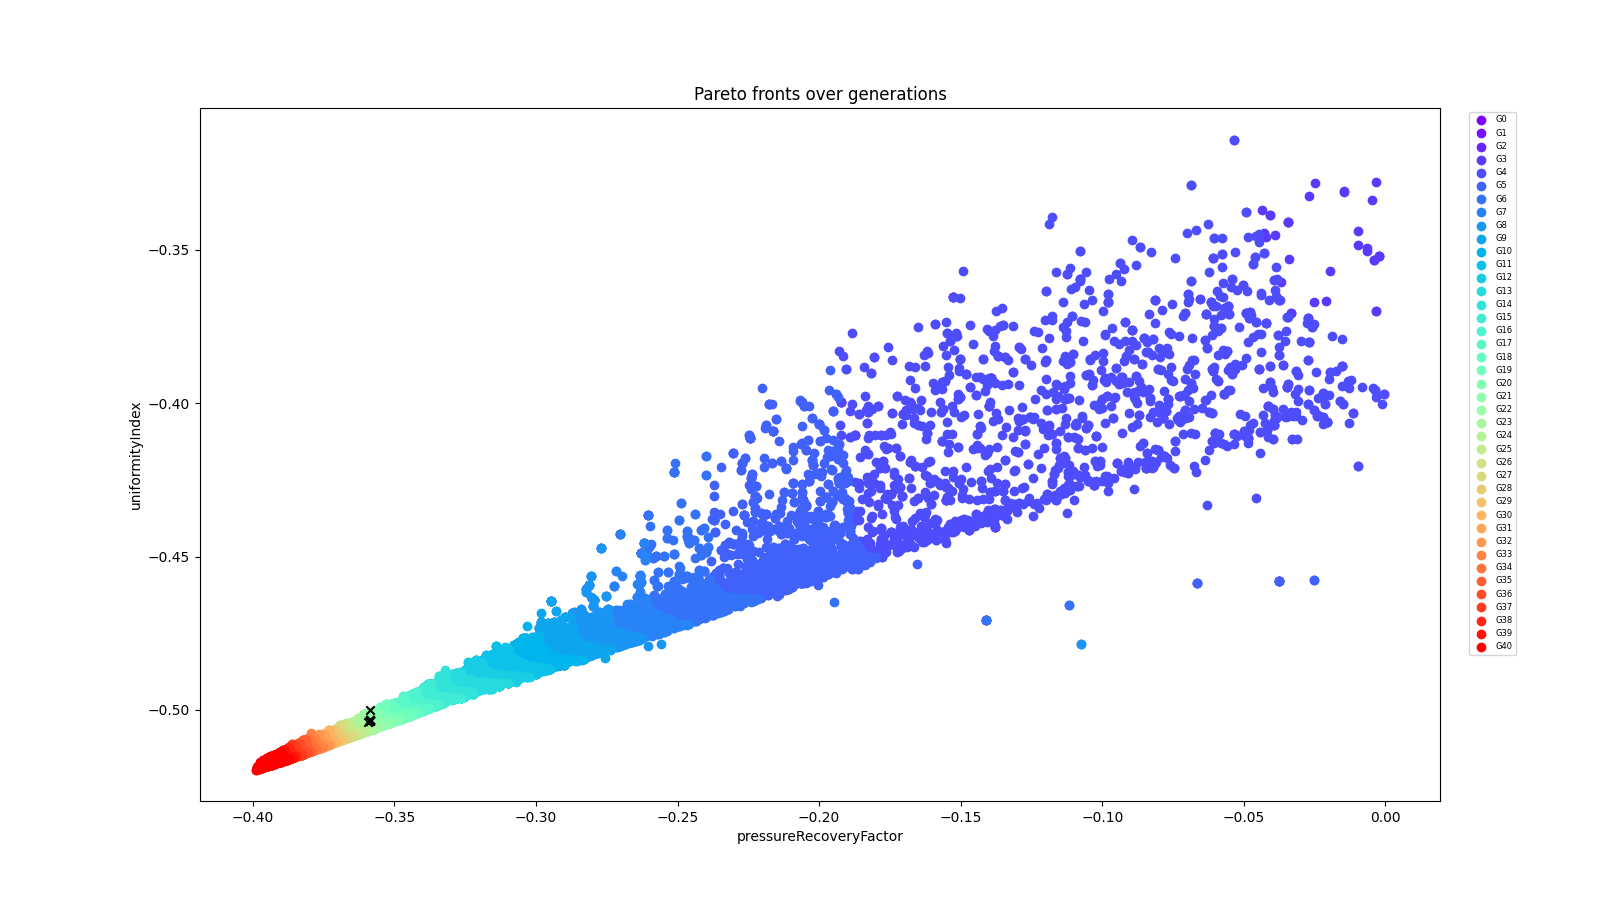 Pareto fronts over generations
uniformityIndex
−0.35
−0.40
−0.45
−0.50
−0.40
−0.35
−0.30
−0.25
−0.20
−0.15
−0.10
−0.05
0.00
pressureRecoveryFactor
G0
G1
G2
G3
G4
G5
G6
G7
G8
G9
G10
G11
G12
G13
G14
G15
G16
G17
G18
G19
G20
G21
G22
G23
G24
G25
G26
G27
G28
G29
G30
G31
G32
G33
G34
G35
G36
G37
G38
G39
G40